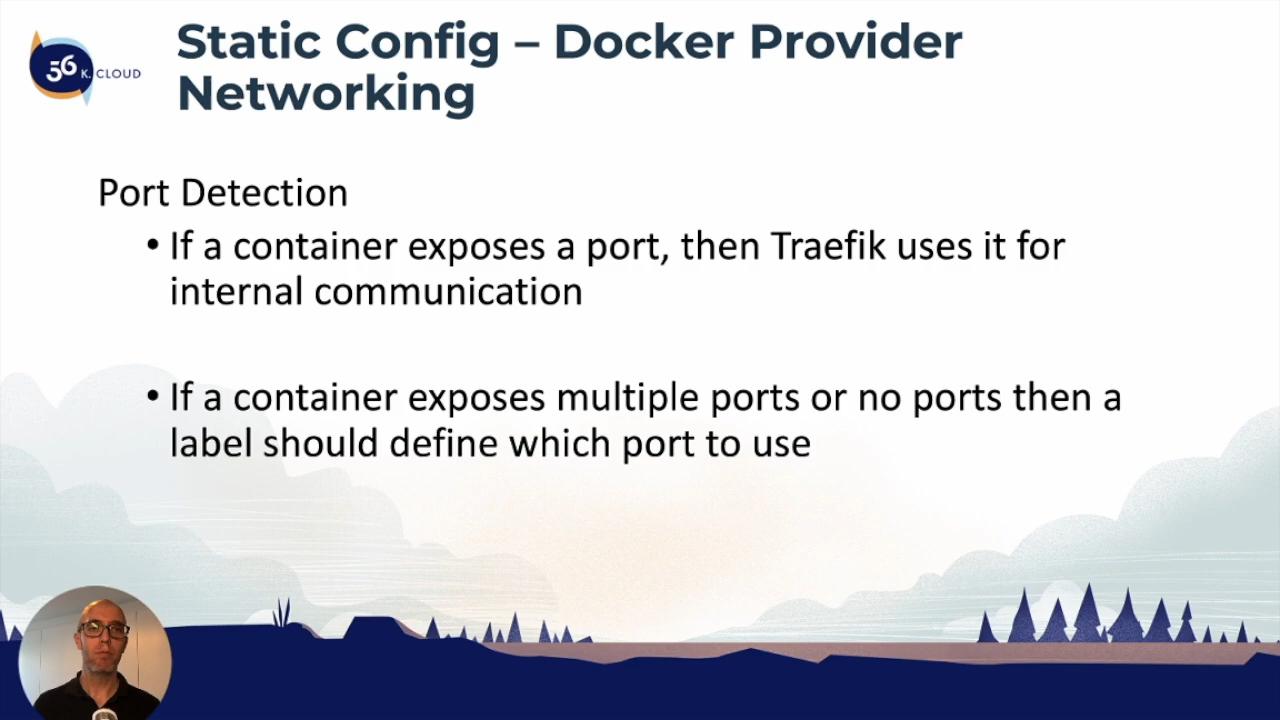 56 K. CLOUD
Static Config – Docker Provider
Networking
Port Detection
• If a container exposes a port, then Traefik uses it for
internal communication
• If a container exposes multiple ports or no ports then a
label should define which port to use